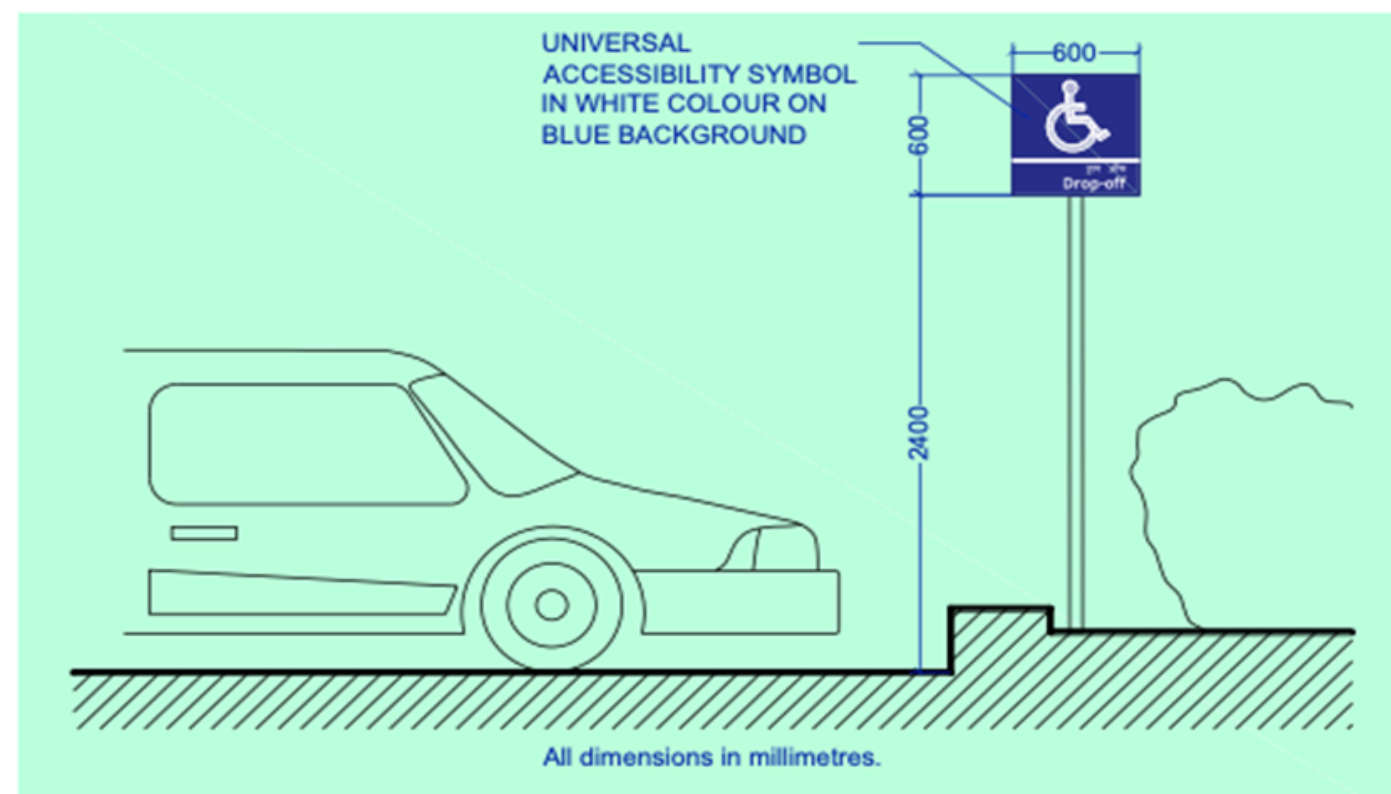 UNIVERSAL
ACCESSIBILITY SYMBOL
IN WHITE COLOUR ON
BLUE BACKGROUND
600
600
Drop-off
2400
All dimensions in millimetres.